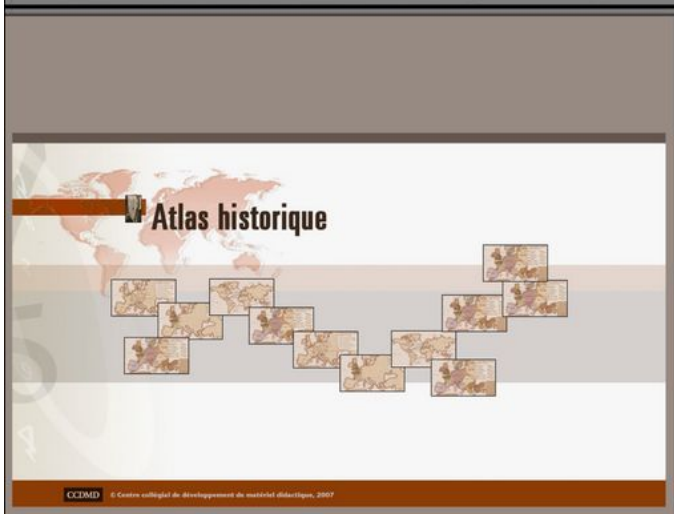 Atlas historique
CCDMD © Centre collégial de développement de matériel didactique, 2007